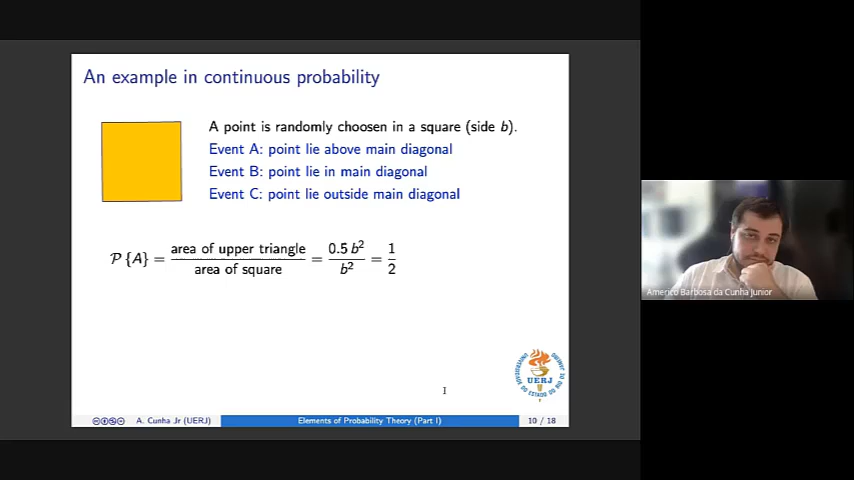 An example in continuous probability
A point is randomly choosen in a square (side b).
Event A: point lie above main diagonal
Event B: point lie in main diagonal
Event C: point lie outside main diagonal
P {A} = area of upper triangle / area of square = 0.5 b² / b² = 1 / 2
Americo Barbosa da Cunha Junior
UERJ
A. Cunha Jr (UERJ)
Elements of Probability Theory (Part I)
10 / 18